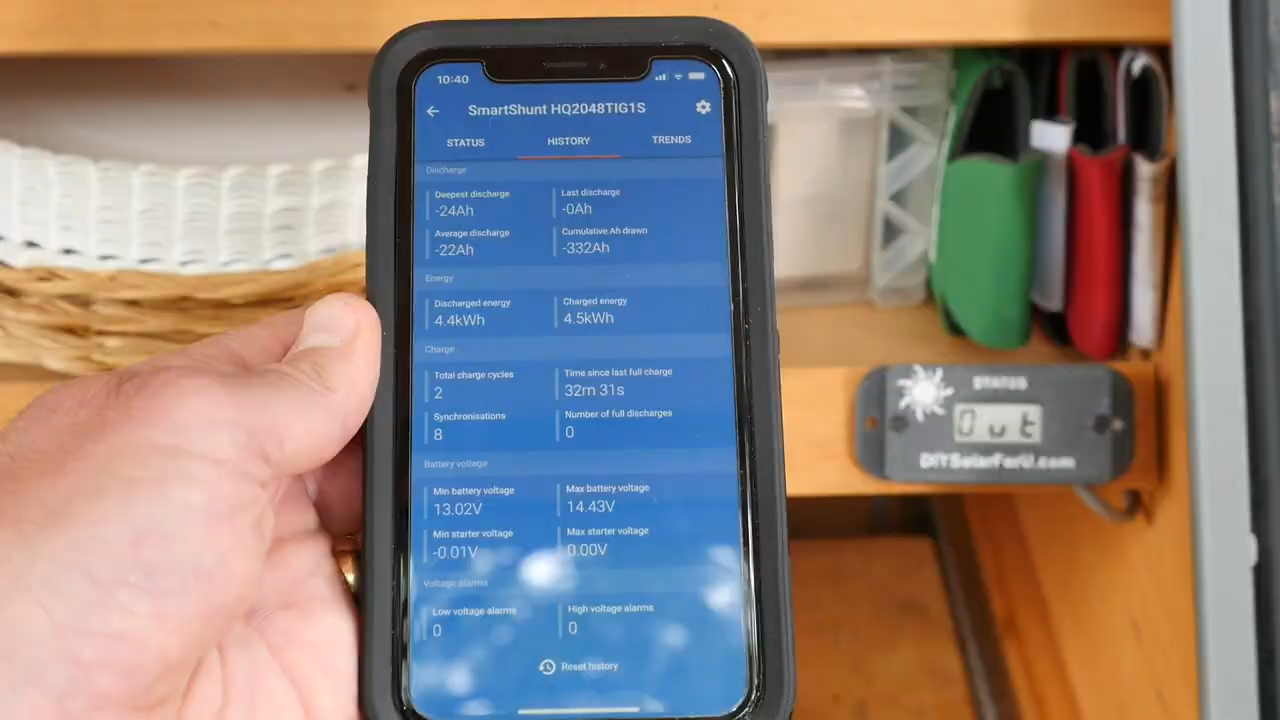 10:40
SmartShunt HQ2048TIG1S
STATUS HISTORY TRENDS
Discharge
Deepest discharge Last discharge
-24Ah -0Ah
Average discharge Cumulative Ah drawn
-22Ah -332Ah
Energy
Discharged energy Charged energy
4.4kWh 4.5kWh
Charge
Total charge cycles Time since last full charge
2 32m 31s
Synchronisations Number of full discharges
8 0
Battery voltage
Min battery voltage Max battery voltage
13.02V 14.43V
Min starter voltage Max starter voltage
-0.01V 0.00V
Voltage alarms
Low voltage alarms High voltage alarms
0 0
Reset history
STATUS
Out
DIYSolarForU.com